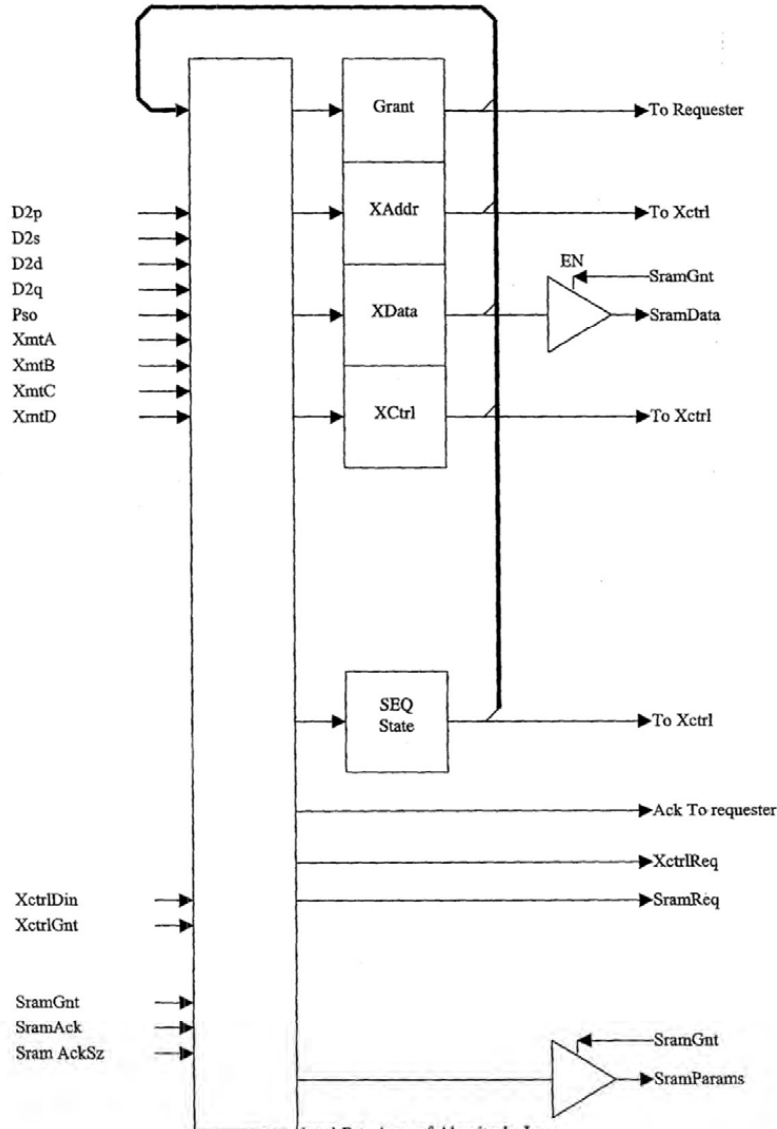 Grant
To Requester
D2p
XAddr
To Xctrl
D2s
D2d
EN
SramGnt
D2q
Pso
XData
SramData
XmtA
XmtB
XmtC
XmtD
XCtrl
To Xctrl
SEQ
State
To Xctrl
Ack To requester
XctrlReq
XctrlDin
SramReq
XctrlGnt
SramGnt
SramAck
SramGnt
Sram AckSz
SramParams